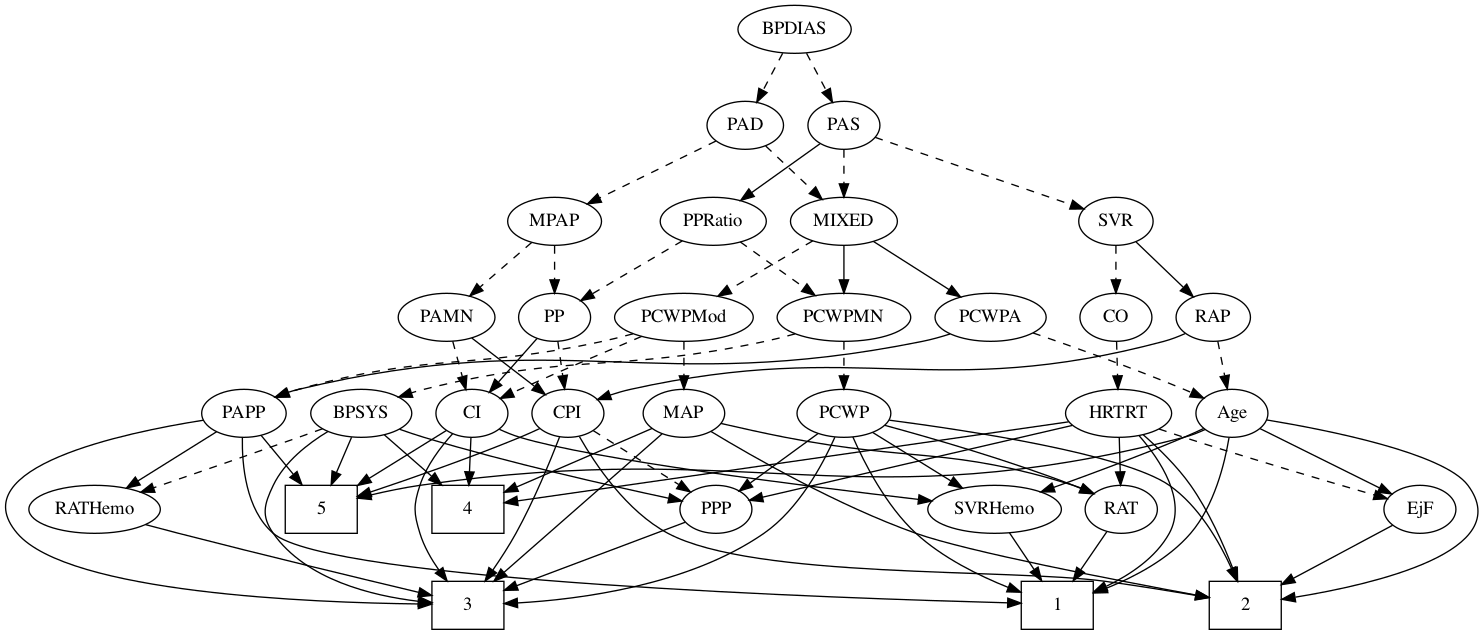 BPDIAS
PAD
PAS
MPAP
PPRatio
MIXED
SVR
PAMN
PP
PCWPMod
PCWPMN
PCWPA
CO
RAP
PAPP
BPSYS
CI
CPI
MAP
PCWP
HRTRT
Age
RATHemo
5
4
PPP
SVRHemo
RAT
EjF
3
1
2